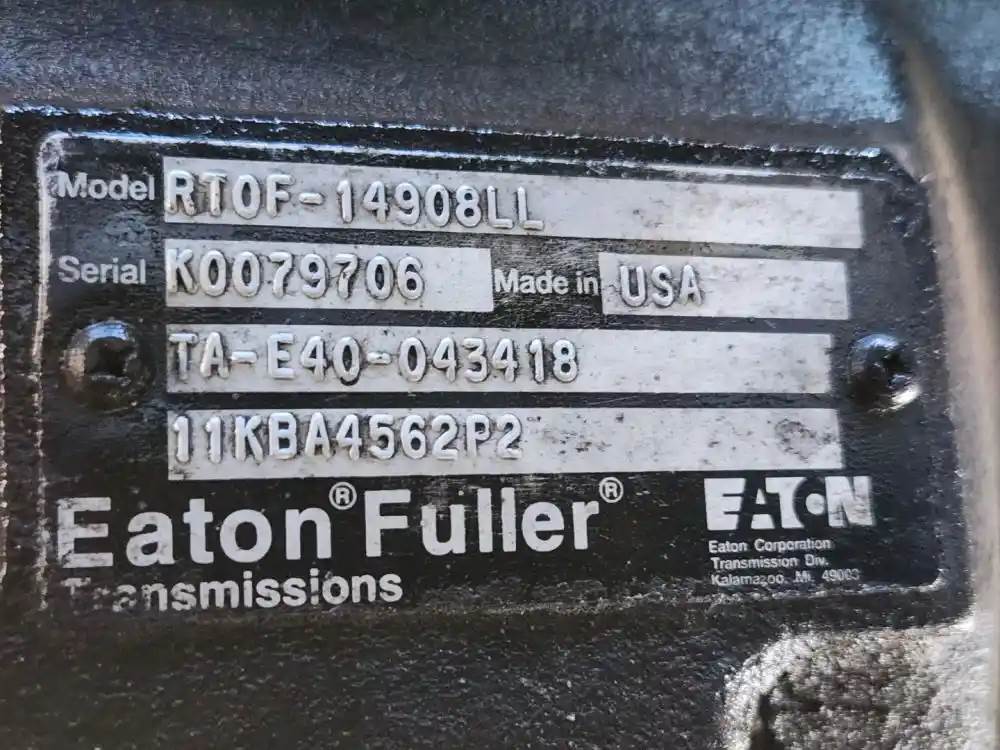 Model RTOF-14908LL
Serial K0079706 Made in USA
TA-E40-043418
11KBA4562P2
Eaton® Fuller®
Transmissions
EATON
Eaton Corporation
Transmission Div.
Kalamazoo, MI. 49003